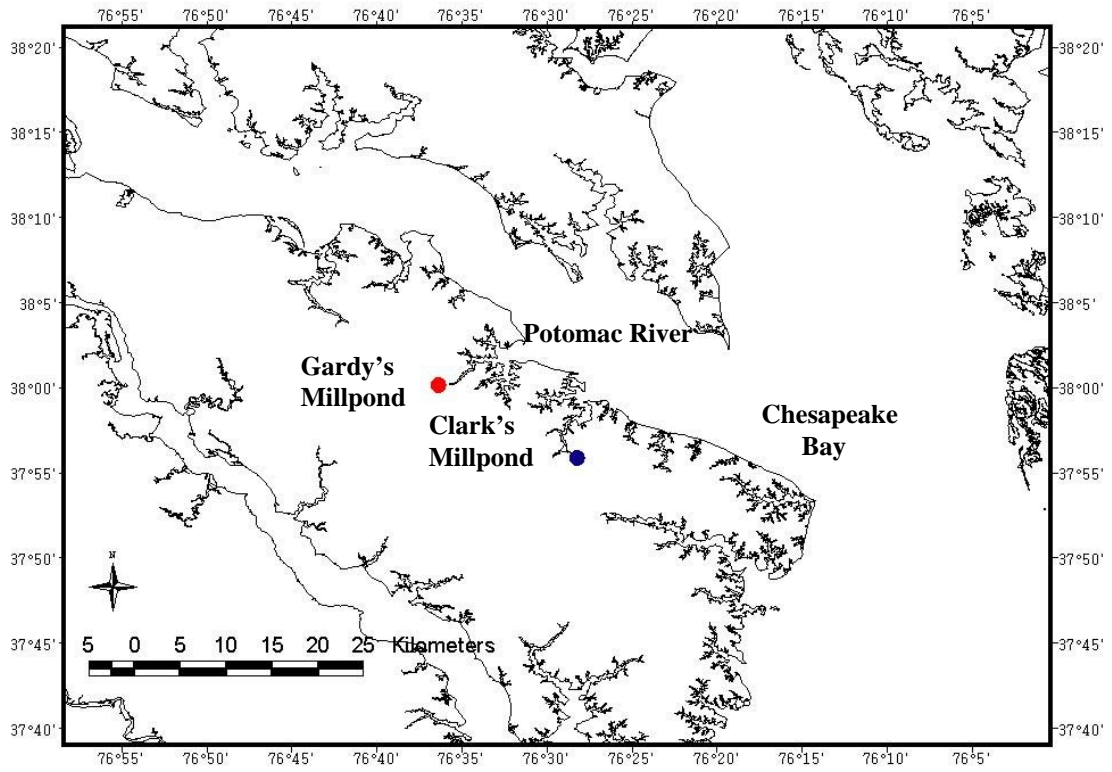 76°55' 76°50' 76°45' 76°40' 76°35' 76°30' 76°25' 76°20' 76°15' 76°10' 76°5'
38°20' 38°20'
38°15' 38°15'
38°10' 38°10'
38°5' 38°5'
Potomac River
Gardy's
Millpond
38°00' 38°00'
Clark's
Millpond
Chesapeake
Bay
37°55' 37°55'
37°50' 37°50'
N
37°45' 37°45'
5 0 5 10 15 20 25 Kilometers
37°40' 37°40'
76°55' 76°50' 76°45' 76°40' 76°35' 76°30' 76°25' 76°20' 76°15' 76°10' 76°5'